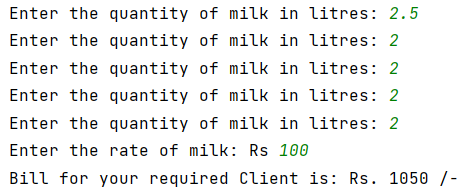 Enter the quantity of milk in litres: 2.5
Enter the quantity of milk in litres: 2
Enter the quantity of milk in litres: 2
Enter the quantity of milk in litres: 2
Enter the quantity of milk in litres: 2
Enter the rate of milk: Rs 100
Bill for your required Client is: Rs. 1050 /-